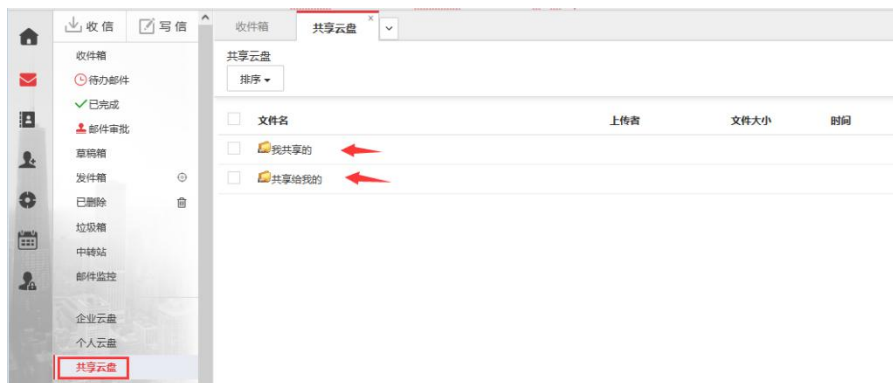 收信 写信
收件箱
待办邮件
已完成
邮件审批
草稿箱
发件箱
已删除
垃圾箱
中转站
邮件监控
企业云盘
个人云盘
共享云盘
收件箱 共享云盘
共享云盘
排序
文件名 上传者 文件大小 时间
我共享的
共享给我的